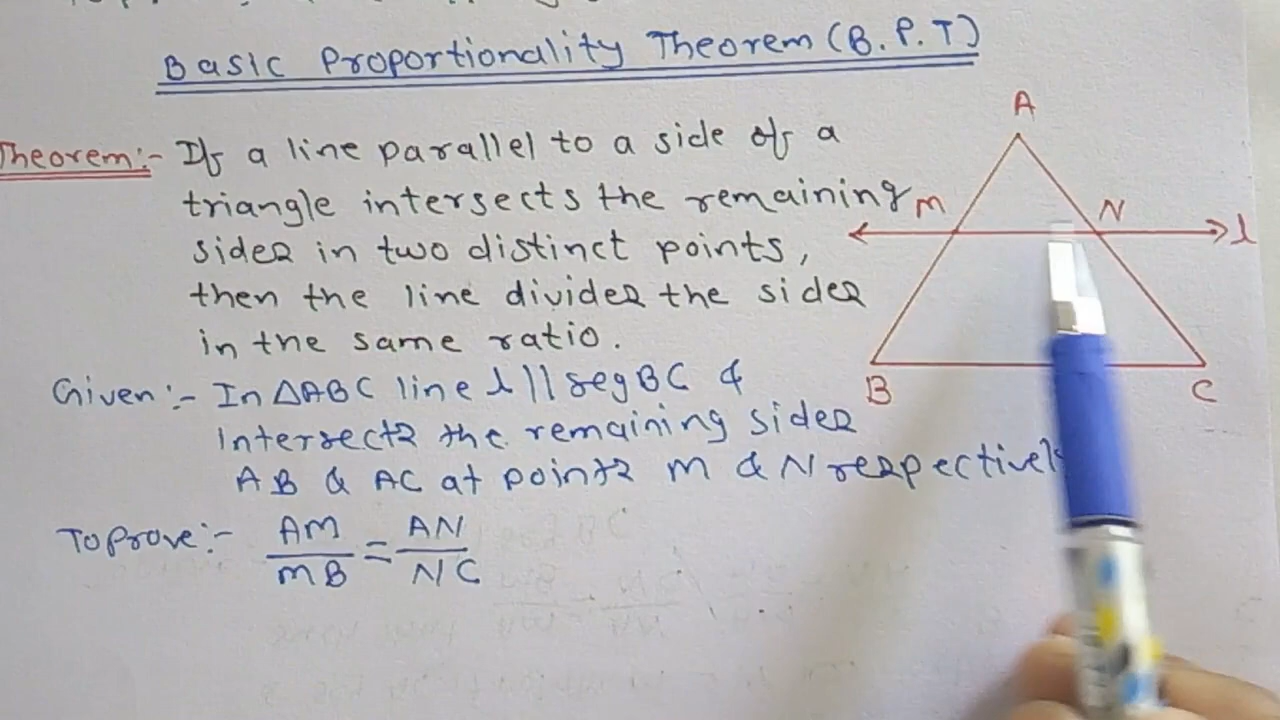 Basic Proportionality Theorem (B.P.T)
Theorem:- If a line parallel to a side of a
triangle intersects the remaining
sides in two distinct points,
then the line divides the sides
in the same ratio.
Given:- In △ABC line l || seg BC &
Intersects the remaining sides
AB & AC at points M & N respectively
To Prove:- AM/MB = AN/NC
A
M
N
l
B
C